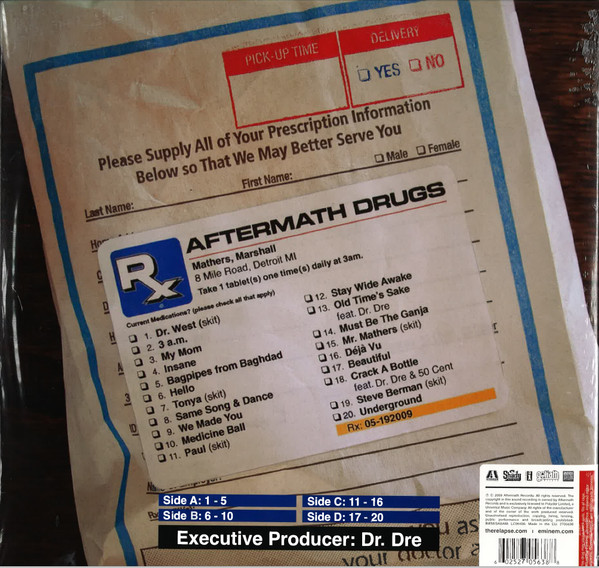 PICK-UP TIME
DELIVERY
YES
NO
Please Supply All of Your Prescription Information
Below so That We May Better Serve You
Male
Female
First Name:
Last Name:
Rx
AFTERMATH DRUGS
Mathers, Marshall
8 Mile Road, Detroit MI
Take 1 tablet(s) one time(s) daily at 3am.
Current Medications? (please check all that apply)
1. Dr. West (skit)
2. 3 a.m.
3. My Mom
4. Insane
5. Bagpipes from Baghdad
6. Hello
7. Tonya (skit)
8. Same Song & Dance
9. We Made You
10. Medicine Ball
11. Paul (skit)
12. Stay Wide Awake
13. Old Time's Sake
feat. Dr. Dre
14. Must Be The Ganja
15. Mr. Mathers (skit)
16. Déjà Vu
17. Beautiful
18. Crack A Bottle
feat. Dr. Dre & 50 Cent
19. Steve Berman (skit)
20. Underground
Rx: 05-192009
Side A: 1 - 5
Side B: 6 - 10
Side C: 11 - 16
Side D: 17 - 20
Executive Producer: Dr. Dre
you as
your doctor a
therelapse.com | eminem.com